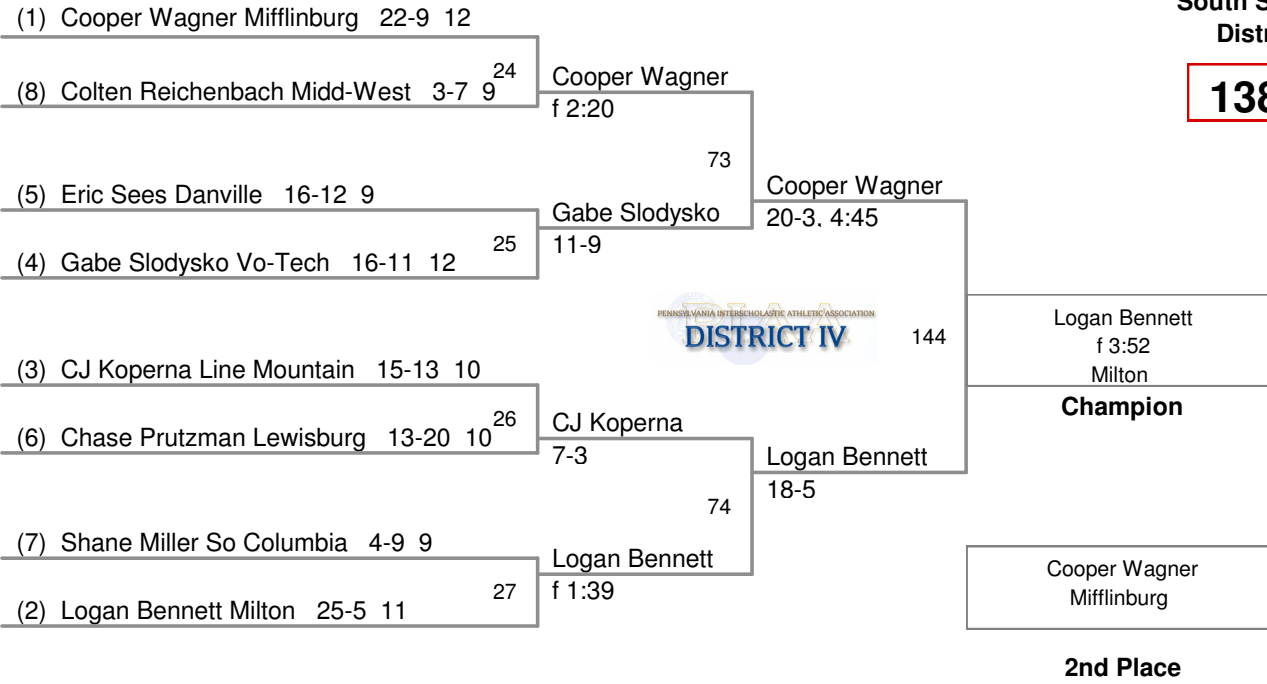 South S
Distr
138
(1) Cooper Wagner Mifflinburg 22-9 12
24
(8) Colten Reichenbach Midd-West 3-7 9
Cooper Wagner
f 2:20
73
(5) Eric Sees Danville 16-12 9
25
(4) Gabe Slodysko Vo-Tech 16-11 12
Gabe Slodysko
11-9
Cooper Wagner
20-3, 4:45
PENNSYLVANIA INTERSCHOLASTIC ATHLETIC ASSOCIATION
PIAA
DISTRICT IV
144
(3) CJ Koperna Line Mountain 15-13 10
26
(6) Chase Prutzman Lewisburg 13-20 10
CJ Koperna
7-3
74
(7) Shane Miller So Columbia 4-9 9
27
(2) Logan Bennett Milton 25-5 11
Logan Bennett
f 1:39
Logan Bennett
18-5
Logan Bennett
f 3:52
Milton
Champion
Cooper Wagner
Mifflinburg
2nd Place